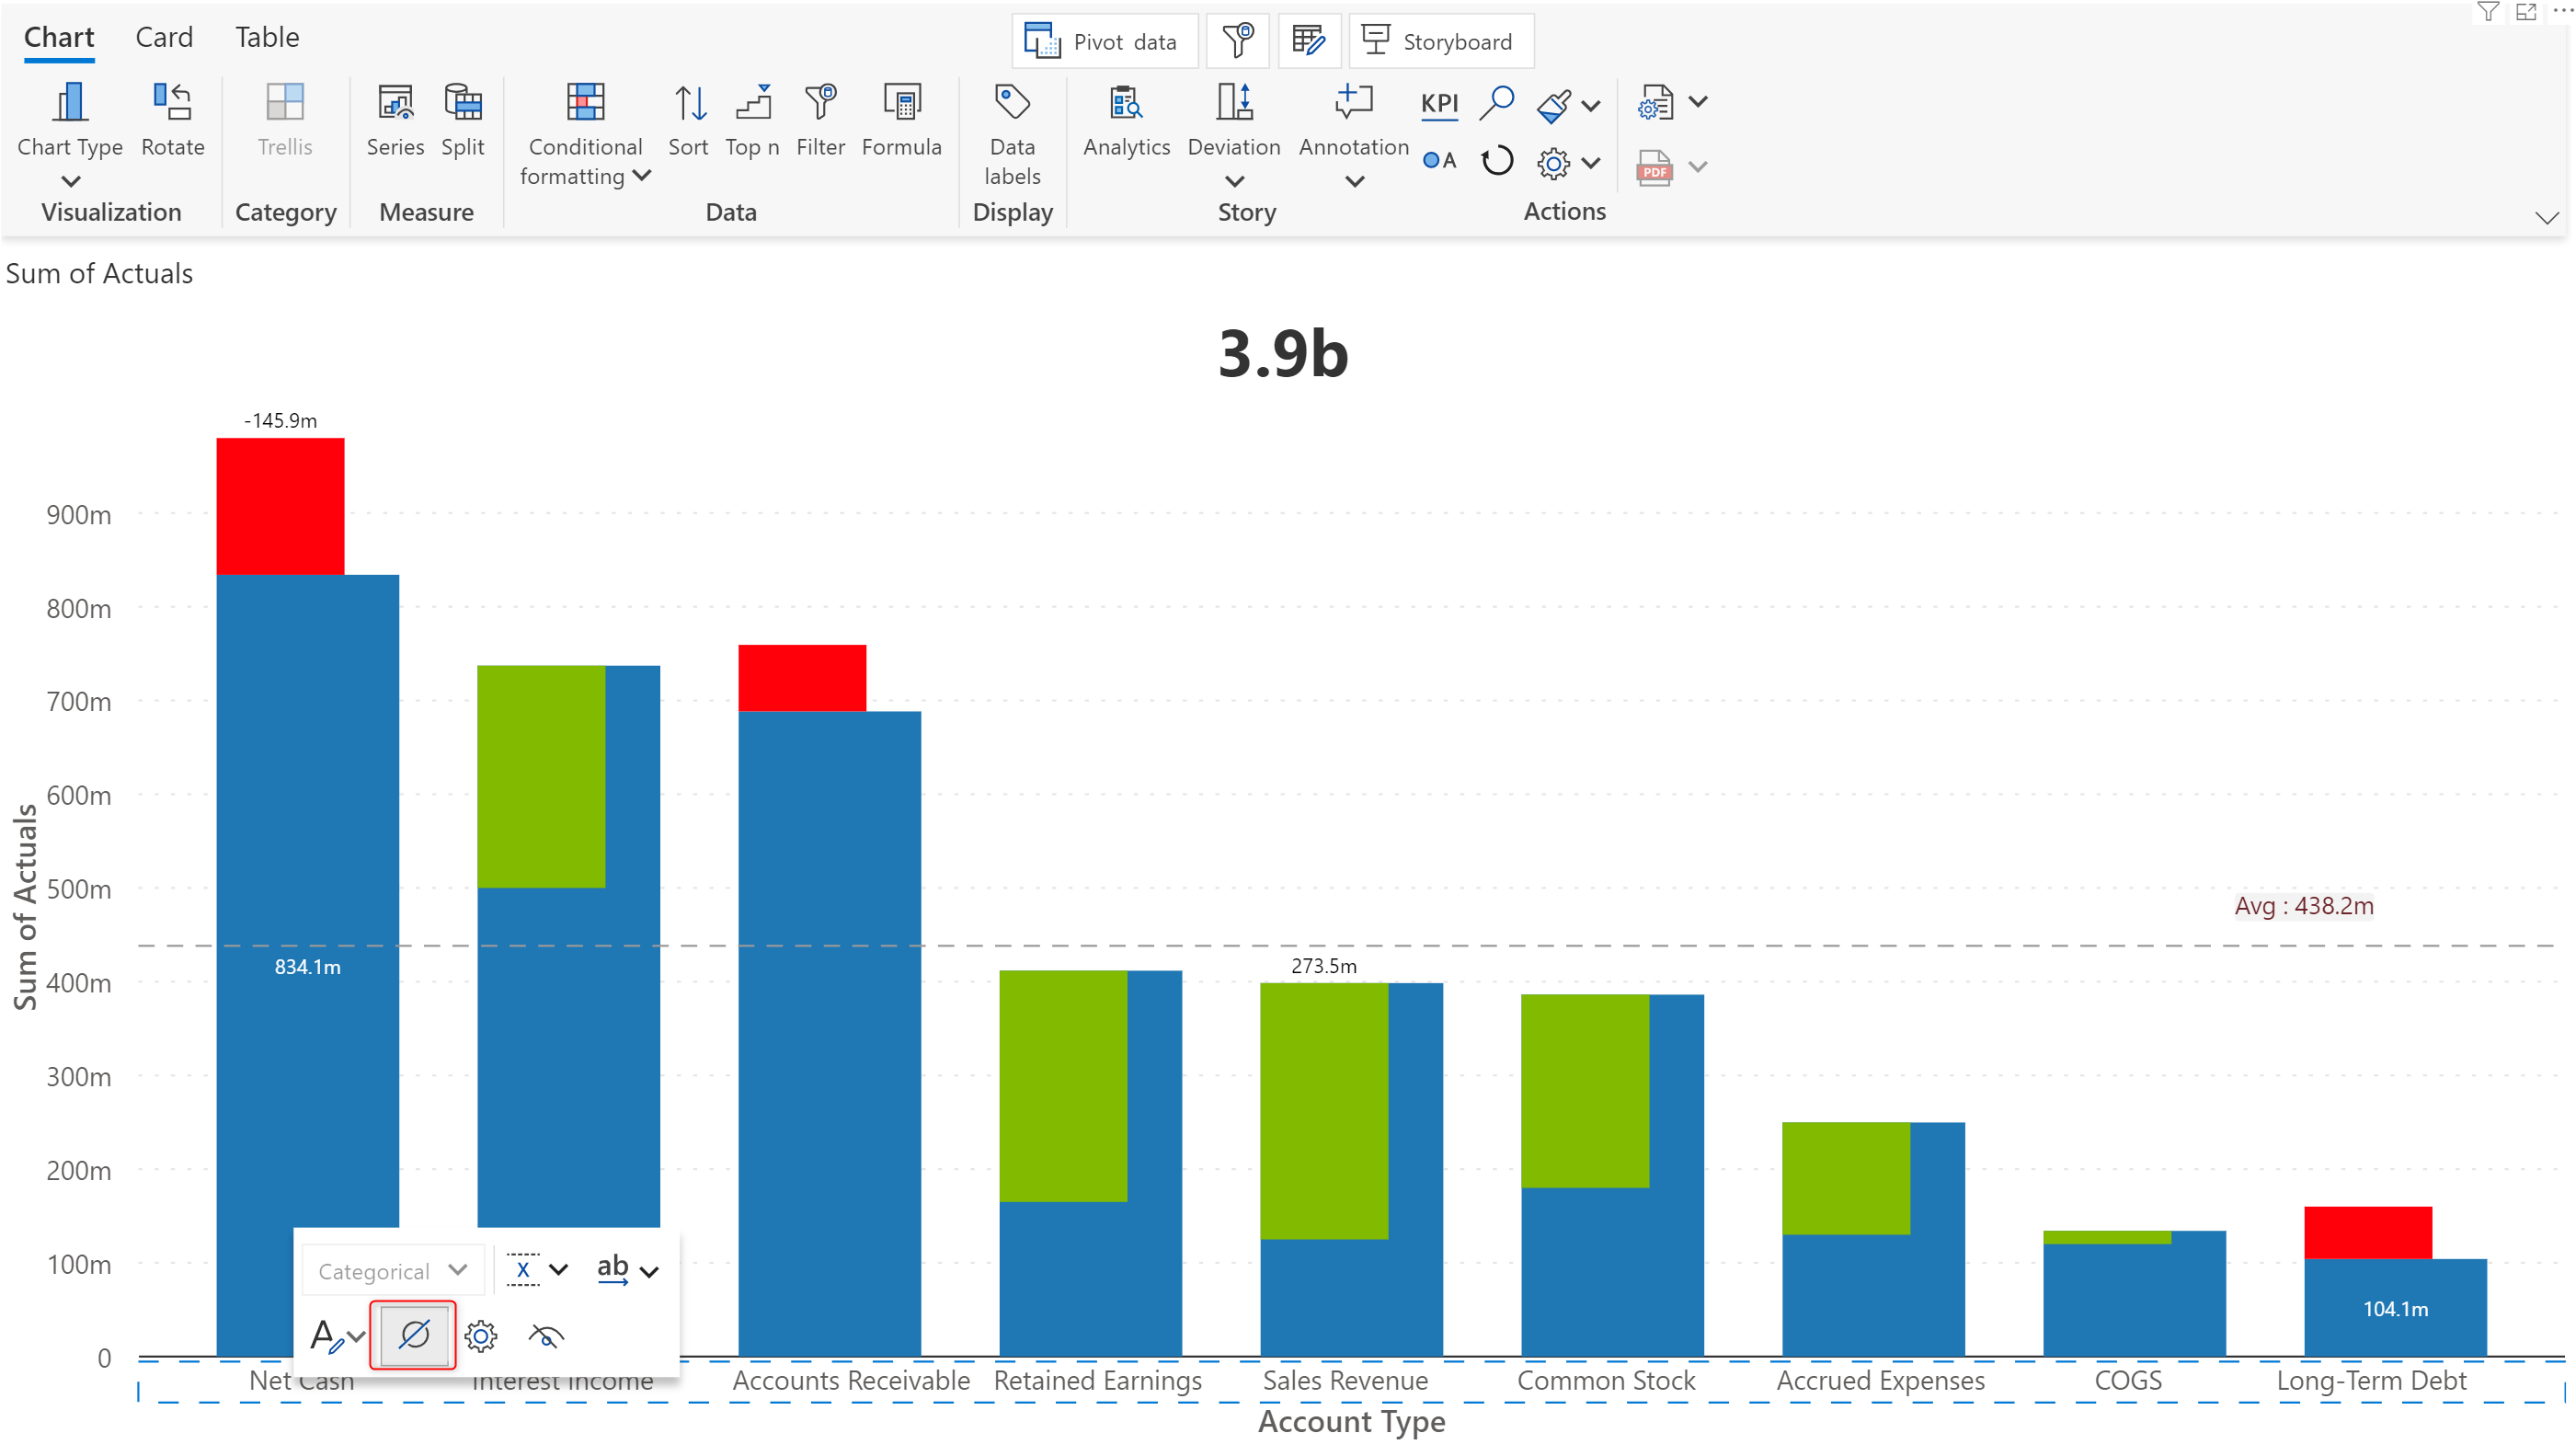 Chart Card Table
Pivot data Storyboard
Chart Type Rotate Trellis Series Split Conditional formatting Sort Top n Filter Formula Data labels Analytics Deviation Annotation KPI
A
PDF
Visualization Category Measure Data Display Story Actions
Sum of Actuals
3.9b
-145.9m
900m
800m
700m
600m
500m
Avg : 438.2m
834.1m
273.5m
400m
300m
200m
100m
104.1m
0
Sum of Actuals
Categorical x ab
A
Net Cash Interest Income Accounts Receivable Retained Earnings Sales Revenue Common Stock Accrued Expenses COGS Long-Term Debt
Account Type